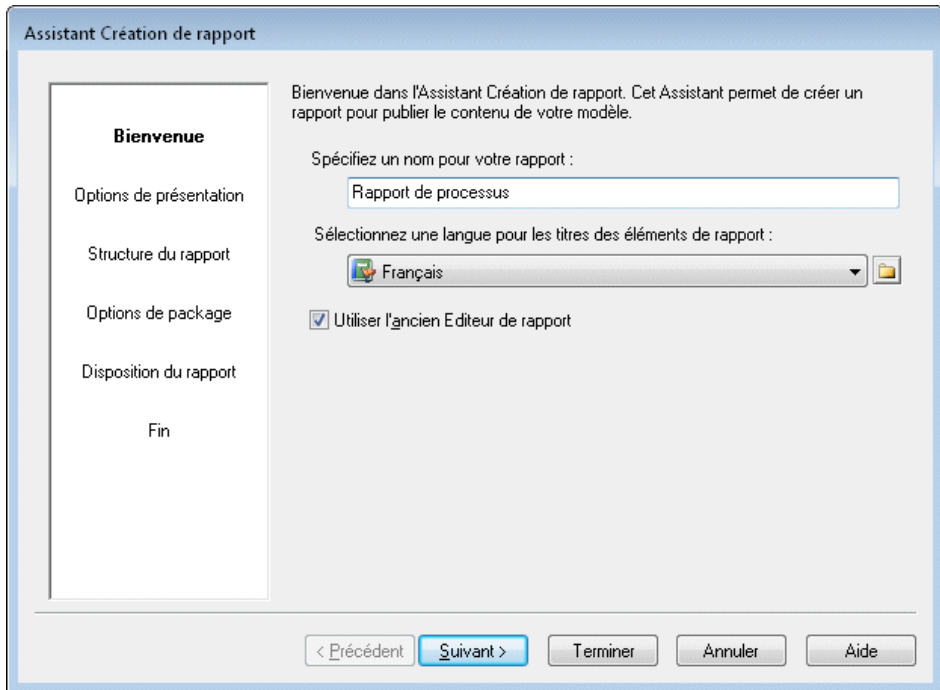 Assistant Création de rapport
Bienvenue
Options de présentation
Structure du rapport
Options de package
Disposition du rapport
Fin
Bienvenue dans l'Assistant Création de rapport. Cet Assistant permet de créer un
rapport pour publier le contenu de votre modèle.
Spécifiez un nom pour votre rapport :
Rapport de processus
Sélectionnez une langue pour les titres des éléments de rapport :
Français
Utiliser l'ancien Editeur de rapport
< Précédent
Suivant >
Terminer
Annuler
Aide